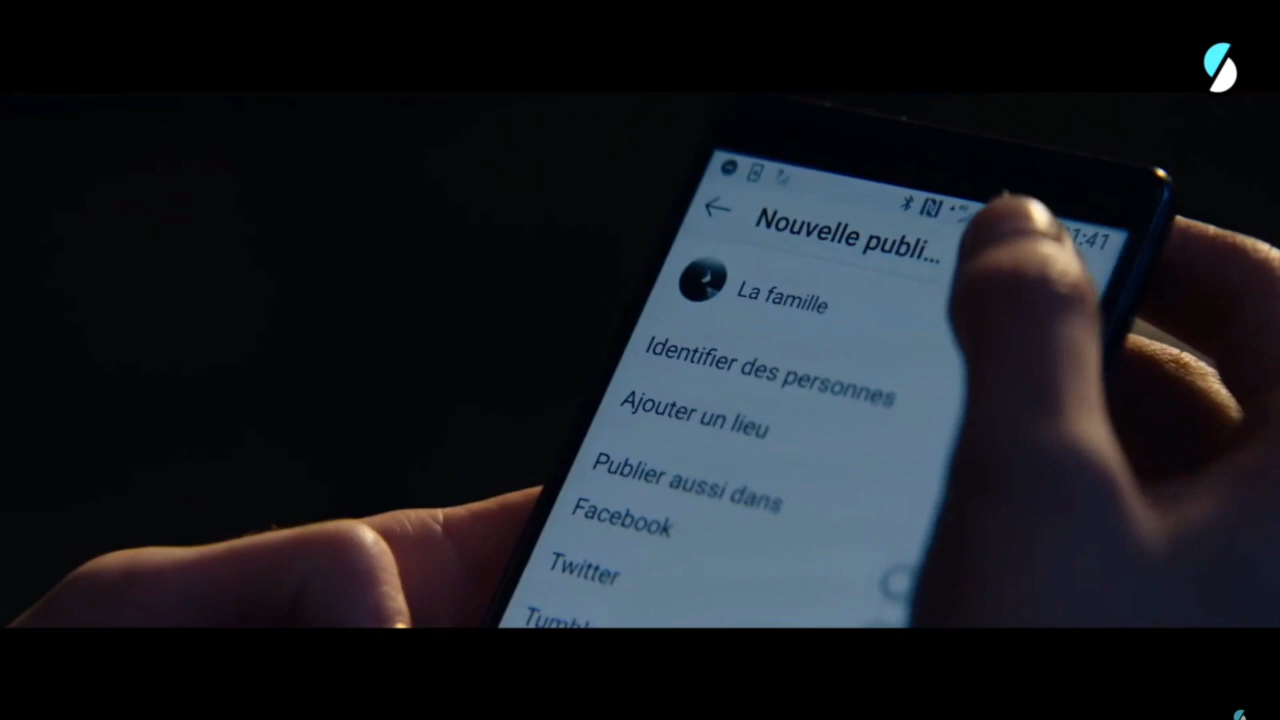 Nouvelle publi...
La famille
Identifier des personnes
Ajouter un lieu
Publier aussi dans
Facebook
Twitter